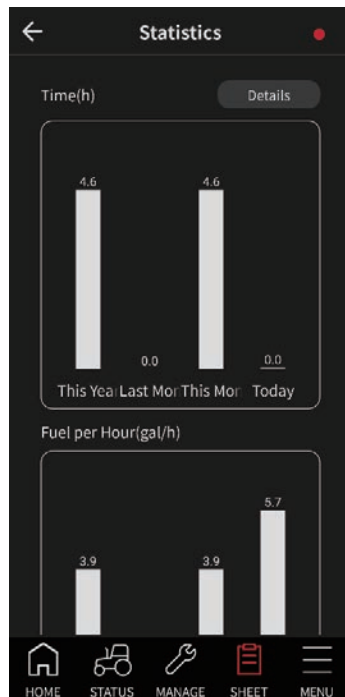 Statistics
Time(h) Details
4.6 4.6
0.0 0.0
This Yea Last Mor This Mon Today
Fuel per Hour(gal/h)
5.7
3.9 3.9
HOME STATUS MANAGE SHEET MENU